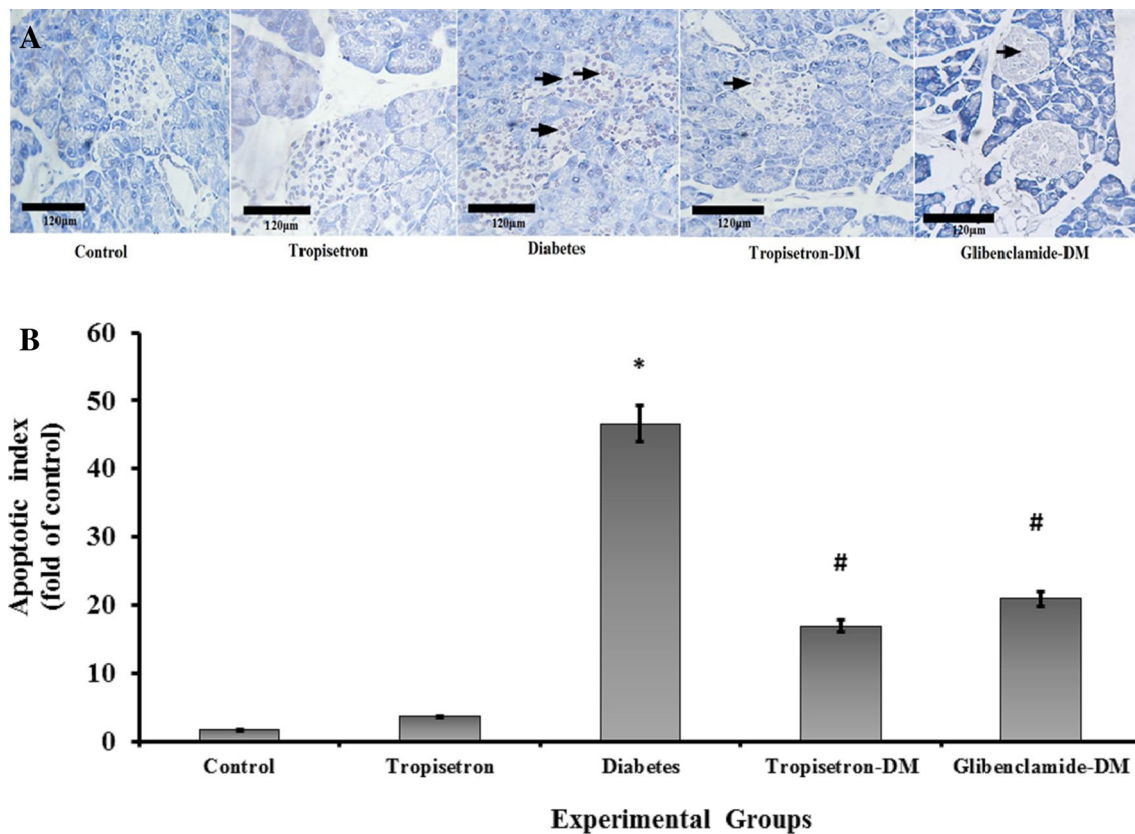 A
120μm
120μm
120μm
120μm
120μm
Control
Tropisetron
Diabetes
Tropisetron-DM
Glibenclamide-DM
B
Apoptotic index
(fold of control)
60
50
40
30
20
10
0
*
#
#
Control
Tropisetron
Diabetes
Tropisetron-DM
Glibenclamide-DM
Experimental Groups